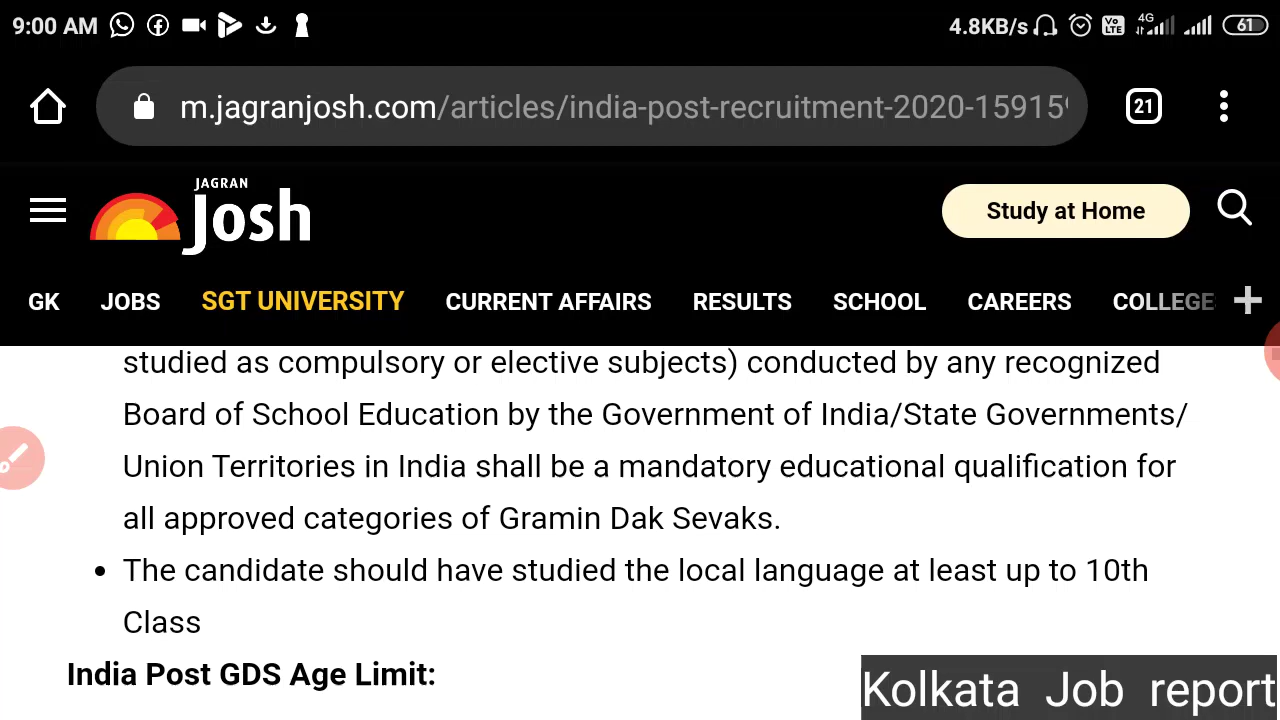 9:00 AM 4.8KB/s Vo LTE 4G 61
m.jagranjosh.com/articles/india-post-recruitment-2020-15915 21
JAGRAN
Josh Study at Home
GK JOBS SGT UNIVERSITY CURRENT AFFAIRS RESULTS SCHOOL CAREERS COLLEGE +
studied as compulsory or elective subjects) conducted by any recognized
Board of School Education by the Government of India/State Governments/
Union Territories in India shall be a mandatory educational qualification for
all approved categories of Gramin Dak Sevaks.
• The candidate should have studied the local language at least up to 10th
Class
India Post GDS Age Limit:
Kolkata Job report